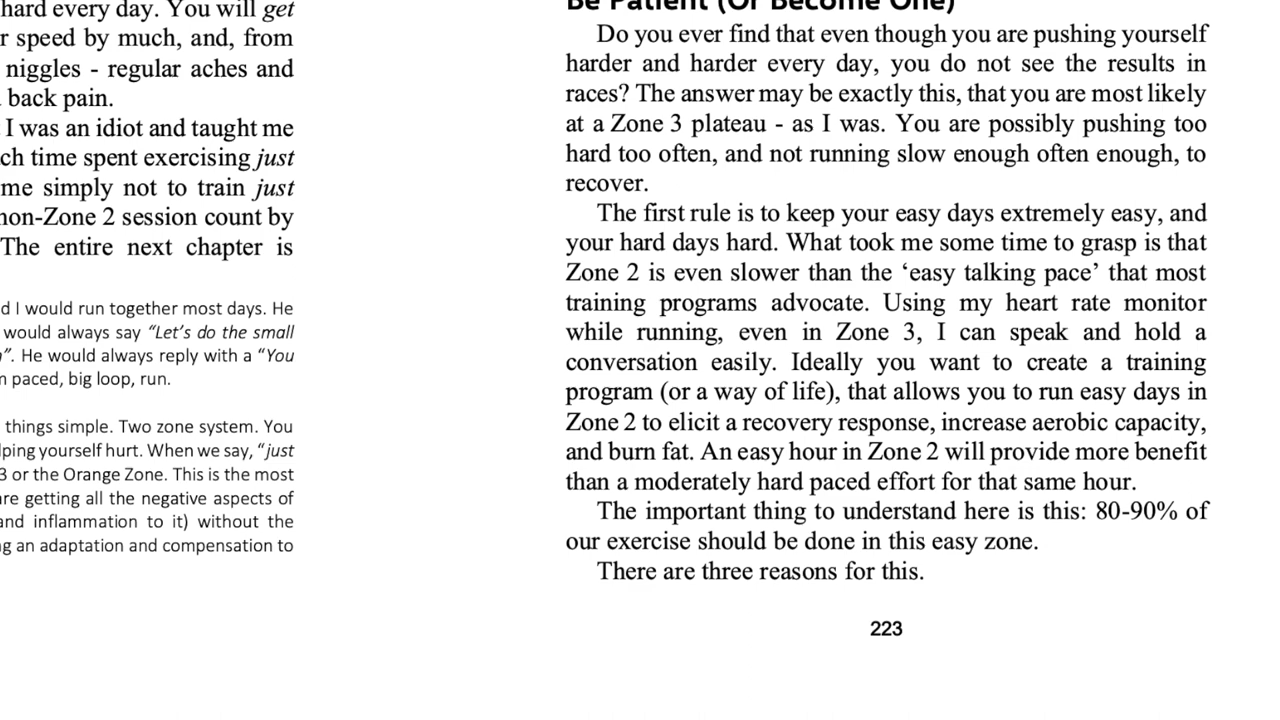 hard every day. You will get
r speed by much, and, from
niggles - regular aches and
back pain.
I was an idiot and taught me
ch time spent exercising just
me simply not to train just
non-Zone 2 session count by
The entire next chapter is
d I would run together most days. He
would always say “Let’s do the small
”. He would always reply with a “You
n paced, big loop, run.
things simple. Two zone system. You
lping yourself hurt. When we say, “just
3 or the Orange Zone. This is the most
are getting all the negative aspects of
and inflammation to it) without the
g an adaptation and compensation to
Be Patient (Or Become One)
Do you ever find that even though you are pushing yourself
harder and harder every day, you do not see the results in
races? The answer may be exactly this, that you are most likely
at a Zone 3 plateau - as I was. You are possibly pushing too
hard too often, and not running slow enough often enough, to
recover.
The first rule is to keep your easy days extremely easy, and
your hard days hard. What took me some time to grasp is that
Zone 2 is even slower than the ‘easy talking pace’ that most
training programs advocate. Using my heart rate monitor
while running, even in Zone 3, I can speak and hold a
conversation easily. Ideally you want to create a training
program (or a way of life), that allows you to run easy days in
Zone 2 to elicit a recovery response, increase aerobic capacity,
and burn fat. An easy hour in Zone 2 will provide more benefit
than a moderately hard paced effort for that same hour.
The important thing to understand here is this: 80-90% of
our exercise should be done in this easy zone.
There are three reasons for this.
223